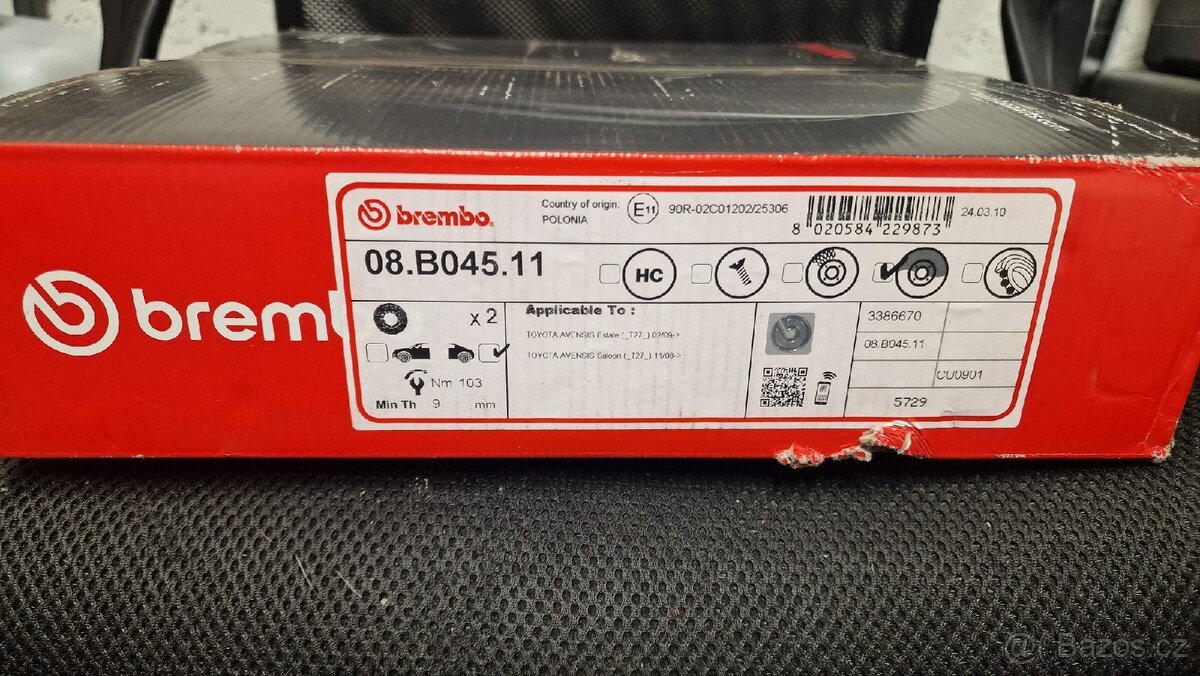 brembo
brembo.
Country of origin:
POLONIA
E11
90R-02C01202/25306
8 020584 229873
24.03.10
08.B045.11
HC
x 2
Nm 103
Min Th 9 mm
Applicable To :
TOYOTA AVENSIS Estate (_T27_) 02/09->
TOYOTA AVENSIS Saloon (_T27_) 11/08->
3386670
08.B045.11
CU0901
5729
@ Bazos.cz